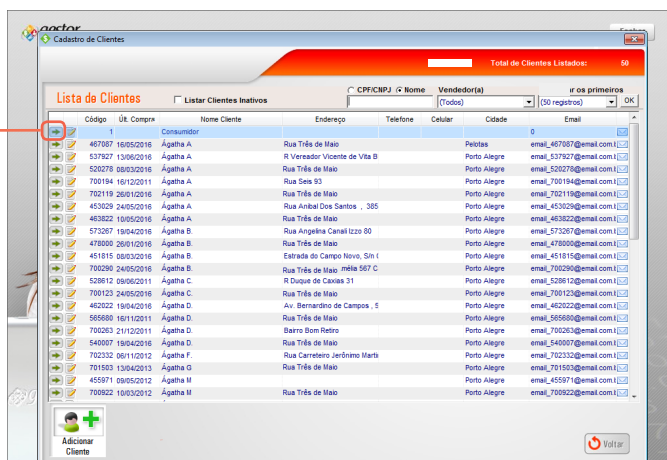 gestor
Fechar
Cadastro de Clientes
Total de Clientes Listados: 50
Lista de Clientes
Listar Clientes Inativos
CPF/CNPJ Nome Vendedor(a) os primeiros
(Todos) (50 registros) OK
Código Últ. Compra Nome Cliente Endereço Telefone Celular Cidade Email
1 Consumidor 0
467087 16/05/2016 Ágatha A Rua Três de Maio Pelotas email_467087@email.com.t
537927 13/06/2016 Ágatha A R Vereador Vicente de Vita B Porto Alegre email_537927@email.com.t
520278 08/03/2016 Ágatha A Rua Três de Maio Porto Alegre email_520278@email.com.t
700194 16/12/2011 Ágatha A Rua Seis 93 Porto Alegre email_700194@email.com.t
702119 26/01/2016 Ágatha A Rua Três de Maio Porto Alegre email_702119@email.com.t
453029 24/05/2016 Ágatha A Rua Anibal Dos Santos , 385 Porto Alegre email_453029@email.com.t
463822 10/05/2016 Ágatha A Rua Três de Maio Porto Alegre email_463822@email.com.t
573267 19/04/2016 Ágatha B. Rua Angelina Canali Izzo 80 Porto Alegre email_573267@email.com.t
478000 26/01/2016 Ágatha B. Rua Três de Maio Porto Alegre email_478000@email.com.t
451815 08/03/2016 Ágatha B. Estrada do Campo Novo, S/n ( Porto Alegre email_451815@email.com.t
700290 24/05/2016 Ágatha B. Rua Três de Maio mélia 567 C Porto Alegre email_700290@email.com.t
528612 09/06/2011 Ágatha C. R Duque de Caxias 31 Porto Alegre email_528612@email.com.t
700123 24/05/2016 Ágatha C. Rua Três de Maio Porto Alegre email_700123@email.com.t
462022 19/04/2016 Ágatha D. Av. Bernardino de Campos , 5 Porto Alegre email_462022@email.com.t
565680 16/11/2011 Ágatha D. Rua Três de Maio Porto Alegre email_565680@email.com.t
700263 21/12/2011 Ágatha D. Bairro Bom Retiro Porto Alegre email_700263@email.com.t
540007 19/04/2016 Ágatha D. Rua Três de Maio Porto Alegre email_540007@email.com.t
702332 06/11/2012 Ágatha F. Rua Carreteiro Jerônimo Martin Porto Alegre email_702332@email.com.t
701503 13/04/2013 Ágatha G Rua Três de Maio Porto Alegre email_701503@email.com.t
455971 09/05/2012 Ágatha M Porto Alegre email_455971@email.com.t
700922 10/03/2012 Ágatha M Rua Três de Maio Porto Alegre email_700922@email.com.t
Adicionar
Cliente
Voltar